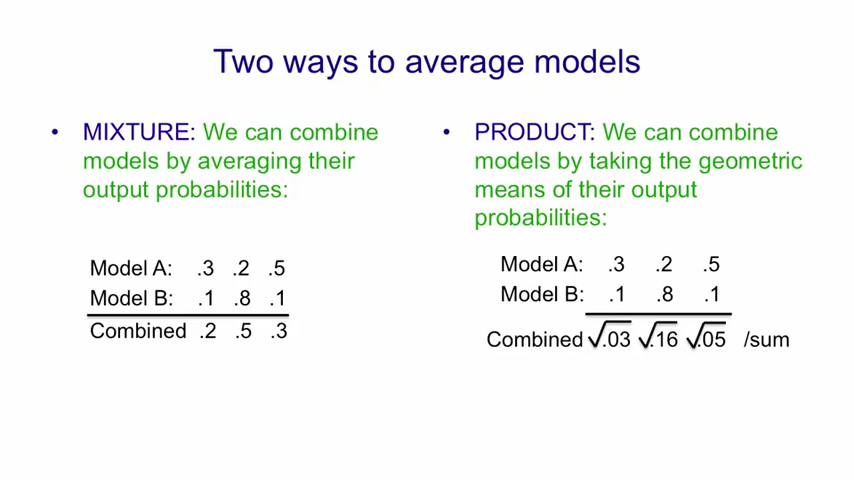 Two ways to average models
• MIXTURE: We can combine
models by averaging their
output probabilities:
Model A: .3 .2 .5
Model B: .1 .8 .1
Combined .2 .5 .3
• PRODUCT: We can combine
models by taking the geometric
means of their output
probabilities:
Model A: .3 .2 .5
Model B: .1 .8 .1
Combined √.03 √.16 √.05 /sum